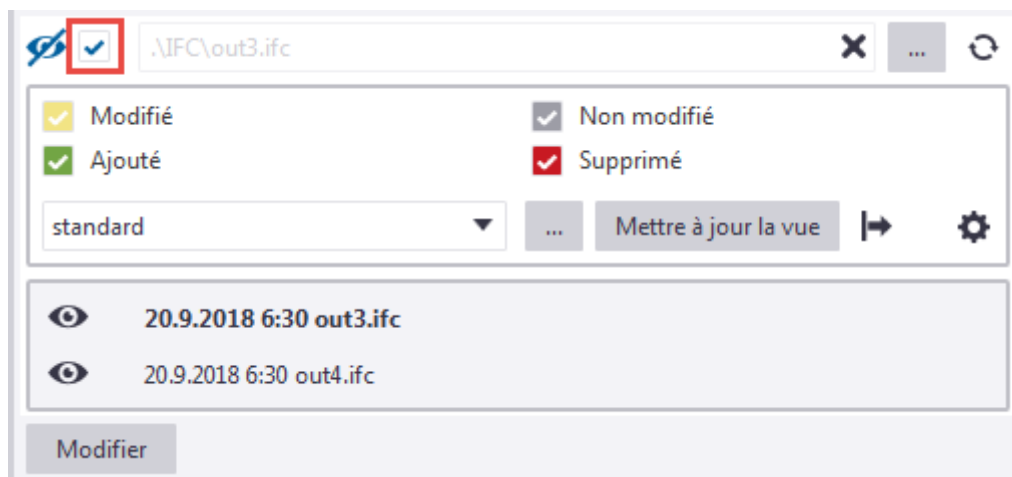 .\IFC\out3.ifc ...
Modifié Non modifié
Ajouté Supprimé
standard ... Mettre à jour la vue
20.9.2018 6:30 out3.ifc
20.9.2018 6:30 out4.ifc
Modifier